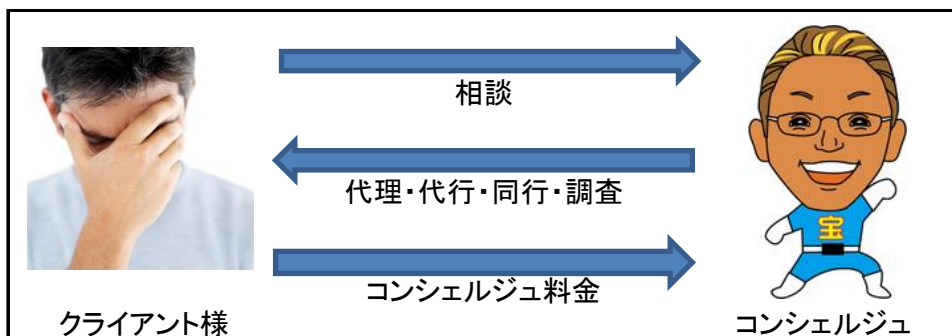 相談
代理・代行・同行・調査
宝
コンシェルジュ料金
クライアント様
コンシェルジュ